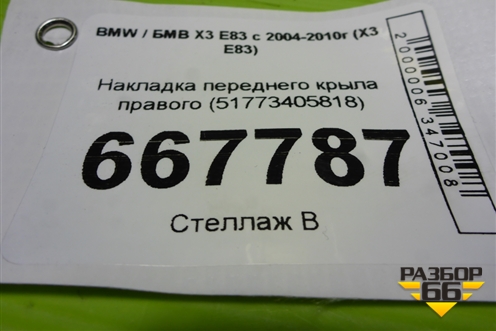 BMW / БМВ X3 E83 с 2004-2010г (X3
E83)
Накладка переднего крыла
правого (51773405818)
667787
Стеллаж В
2000006347008
РАЗБОР
66